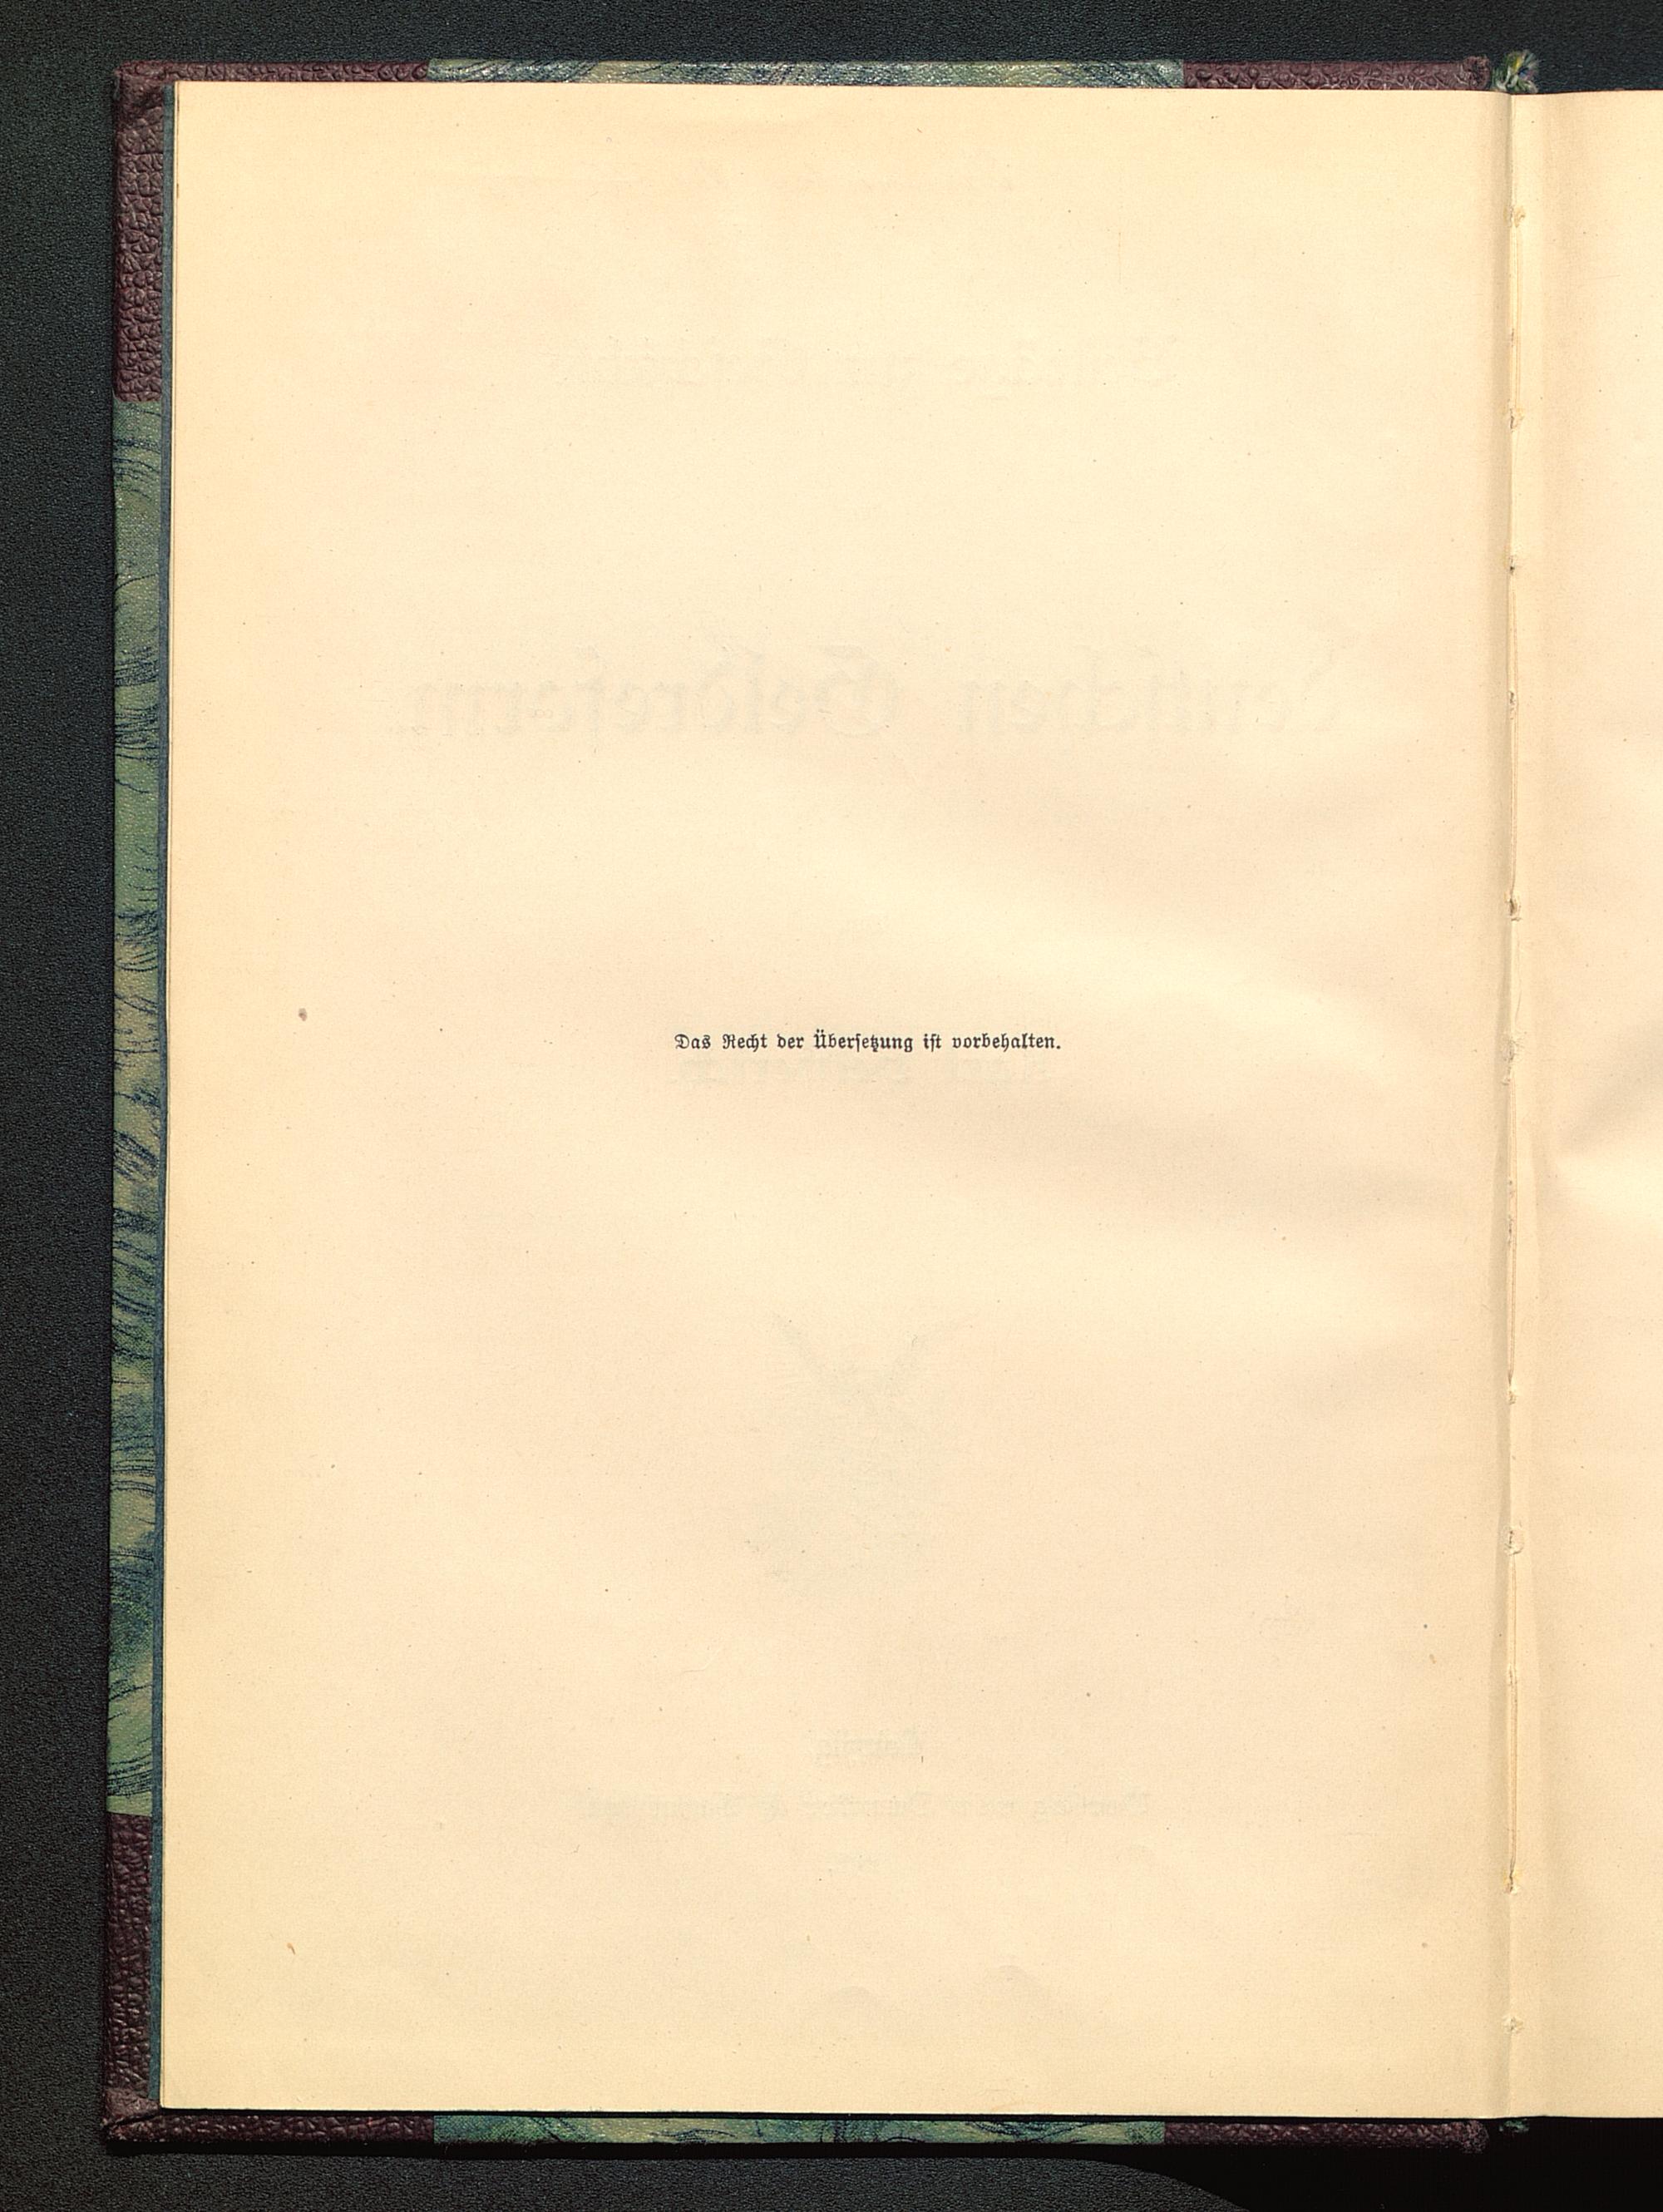 Das Recht der Übersetzung ist vorbehalten.